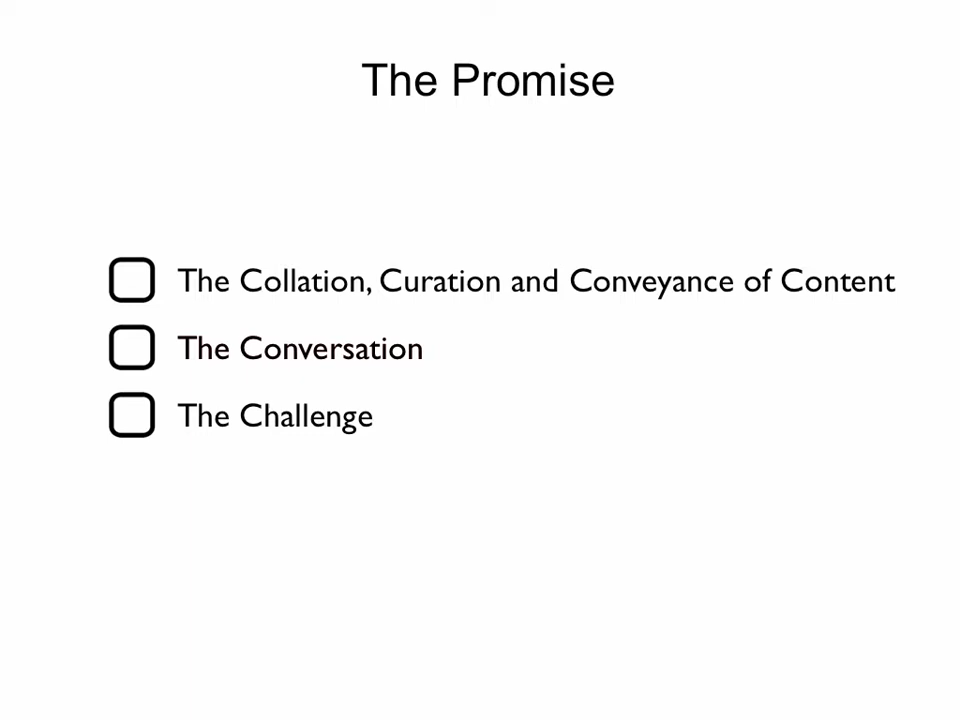 The Promise
The Collation, Curation and Conveyance of Content
The Conversation
The Challenge